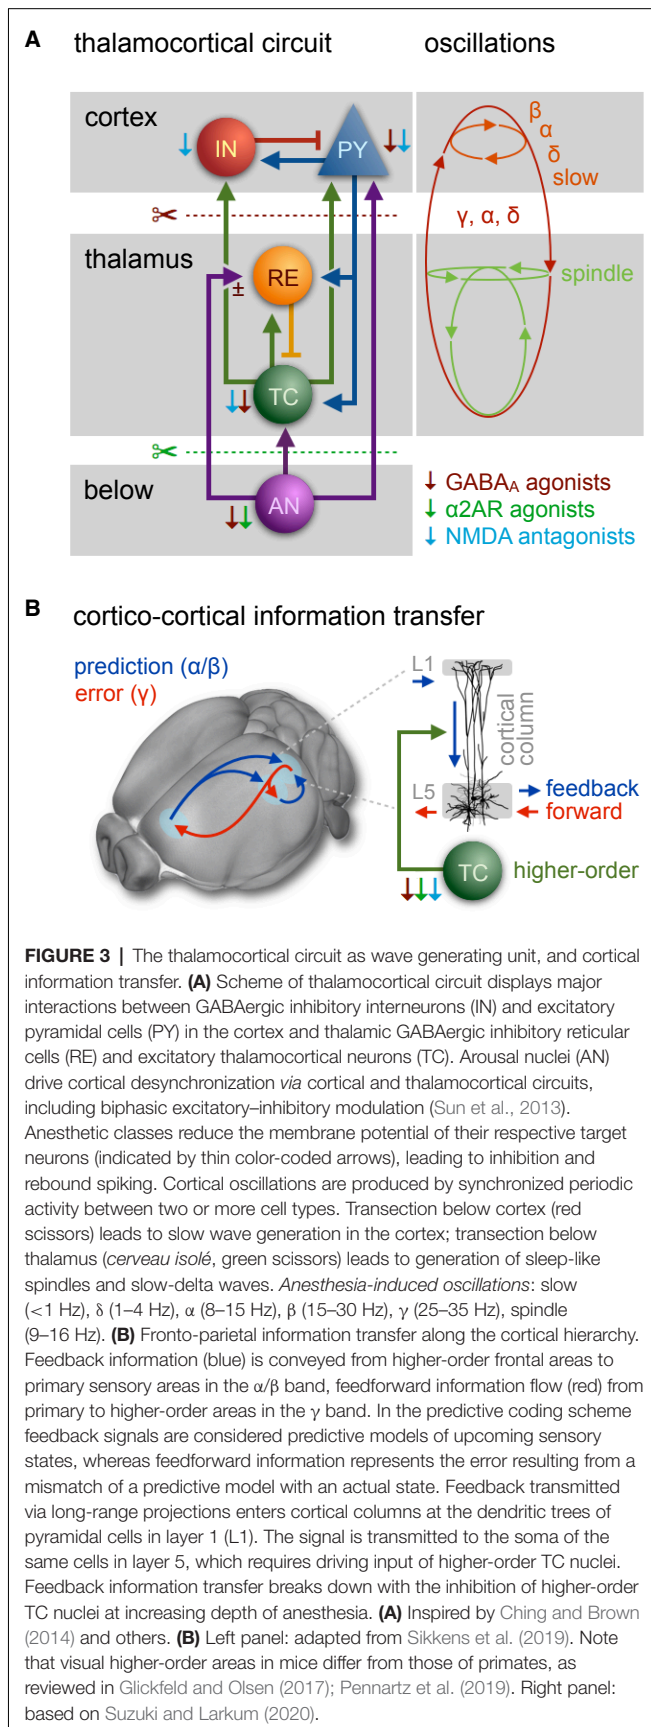 A thalamocortical circuit oscillations
cortex
IN
PY
β
α
δ
slow
γ, α, δ
thalamus
RE
±
spindle
TC
below
AN
↓ GABAA agonists
↓ α2AR agonists
↓ NMDA antagonists
B cortico-cortical information transfer
prediction (α/β)
error (γ)
L1
cortical
column
L5
feedback
forward
TC
higher-order
FIGURE 3 | The thalamocortical circuit as wave generating unit, and cortical
information transfer. (A) Scheme of thalamocortical circuit displays major
interactions between GABAergic inhibitory interneurons (IN) and excitatory
pyramidal cells (PY) in the cortex and thalamic GABAergic inhibitory reticular
cells (RE) and excitatory thalamocortical neurons (TC). Arousal nuclei (AN)
drive cortical desynchronization via cortical and thalamocortical circuits,
including biphasic excitatory–inhibitory modulation (Sun et al., 2013).
Anesthetic classes reduce the membrane potential of their respective target
neurons (indicated by thin color-coded arrows), leading to inhibition and
rebound spiking. Cortical oscillations are produced by synchronized periodic
activity between two or more cell types. Transection below cortex (red
scissors) leads to slow wave generation in the cortex; transection below
thalamus (cerveau isolé, green scissors) leads to generation of sleep-like
spindles and slow-delta waves. Anesthesia-induced oscillations: slow
(<1 Hz), δ (1–4 Hz), α (8–15 Hz), β (15–30 Hz), γ (25–35 Hz), spindle
(9–16 Hz). (B) Fronto-parietal information transfer along the cortical hierarchy.
Feedback information (blue) is conveyed from higher-order frontal areas to
primary sensory areas in the α/β band, feedforward information flow (red) from
primary to higher-order areas in the γ band. In the predictive coding scheme
feedback signals are considered predictive models of upcoming sensory
states, whereas feedforward information represents the error resulting from a
mismatch of a predictive model with an actual state. Feedback transmitted
via long-range projections enters cortical columns at the dendritic trees of
pyramidal cells in layer 1 (L1). The signal is transmitted to the soma of the
same cells in layer 5, which requires driving input of higher-order TC nuclei.
Feedback information transfer breaks down with the inhibition of higher-order
TC nuclei at increasing depth of anesthesia. (A) Inspired by Ching and Brown
(2014) and others. (B) Left panel: adapted from Sikkens et al. (2019). Note
that visual higher-order areas in mice differ from those of primates, as
reviewed in Glickfeld and Olsen (2017); Pennartz et al. (2019). Right panel:
based on Suzuki and Larkum (2020).